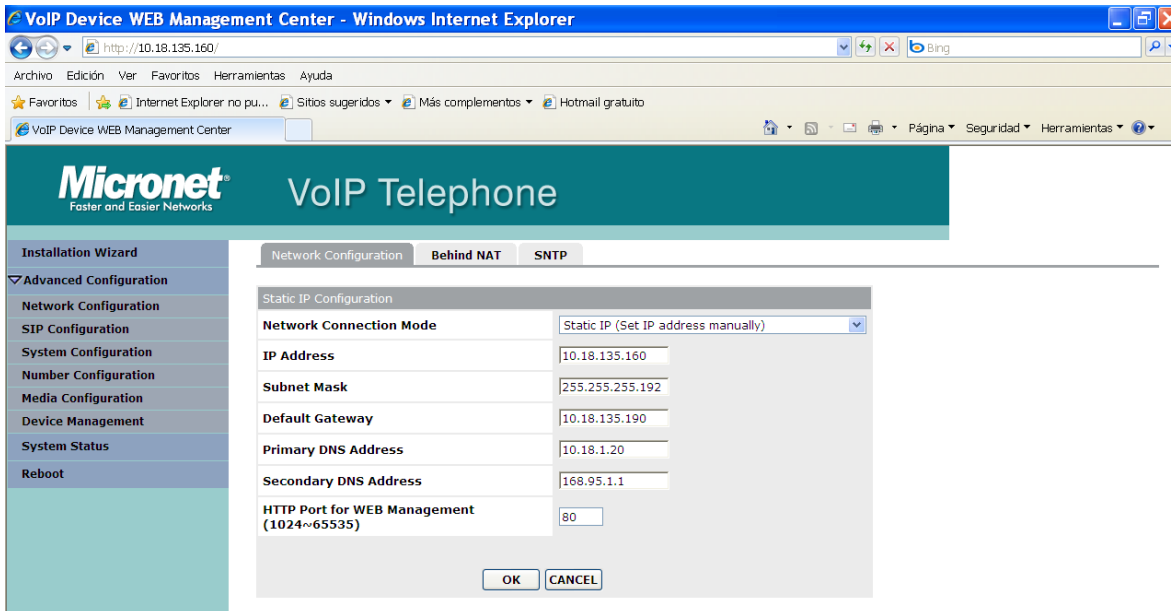 VoIP Device WEB Management Center - Windows Internet Explorer
http://10.18.135.160/
Bing
Archivo Edición Ver Favoritos Herramientas Ayuda
Favoritos Internet Explorer no pu... Sitios sugeridos Más complementos Hotmail gratuito
VoIP Device WEB Management Center
Página Seguridad Herramientas
Micronet®
Faster and Easier Networks
VoIP Telephone
Installation Wizard
Advanced Configuration
Network Configuration
SIP Configuration
System Configuration
Number Configuration
Media Configuration
Device Management
System Status
Reboot
Network Configuration Behind NAT SNTP
Static IP Configuration
Network Connection Mode Static IP (Set IP address manually)
IP Address 10.18.135.160
Subnet Mask 255.255.255.192
Default Gateway 10.18.135.190
Primary DNS Address 10.18.1.20
Secondary DNS Address 168.95.1.1
HTTP Port for WEB Management
(1024~65535) 80
OK CANCEL